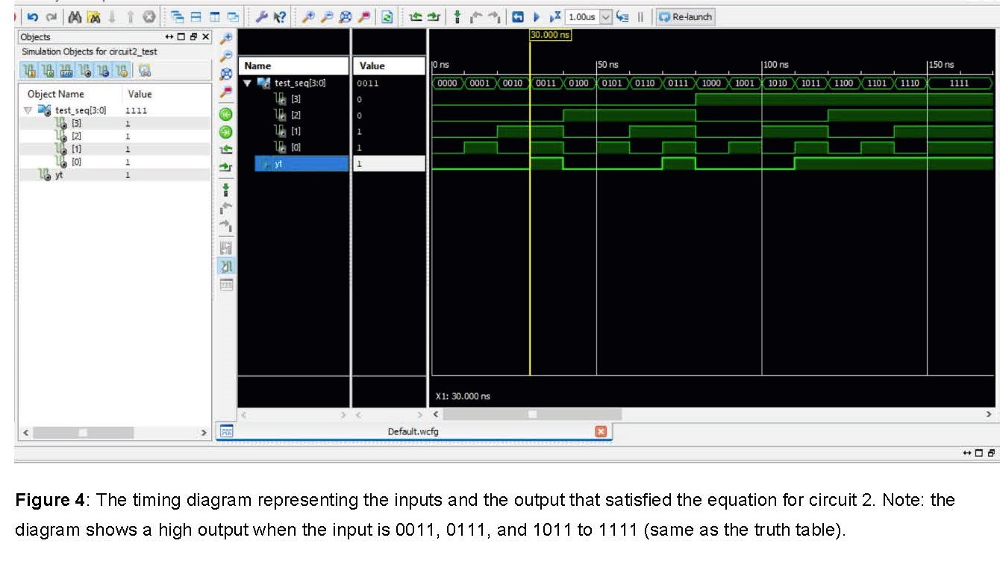 1.00us
Re-launch
Objects
Simulation Objects for circuit2_test
Object Name Value
test_seq[3:0] 1111
[3] 1
[2] 1
[1] 1
[0] 1
yt 1
30.000 ns
Name Value
0 ns 50 ns 100 ns 150 ns
test_seq[3:0] 0011 0000 0001 0010 0011 0100 0101 0110 0111 1000 1001 1010 1011 1100 1101 1110 1111
[3] 0
[2] 0
[1] 1
[0] 1
yt 1
X1: 30.000 ns
Default.wcfg
Figure 4: The timing diagram representing the inputs and the output that satisfied the equation for circuit 2. Note: the
diagram shows a high output when the input is 0011, 0111, and 1011 to 1111 (same as the truth table).